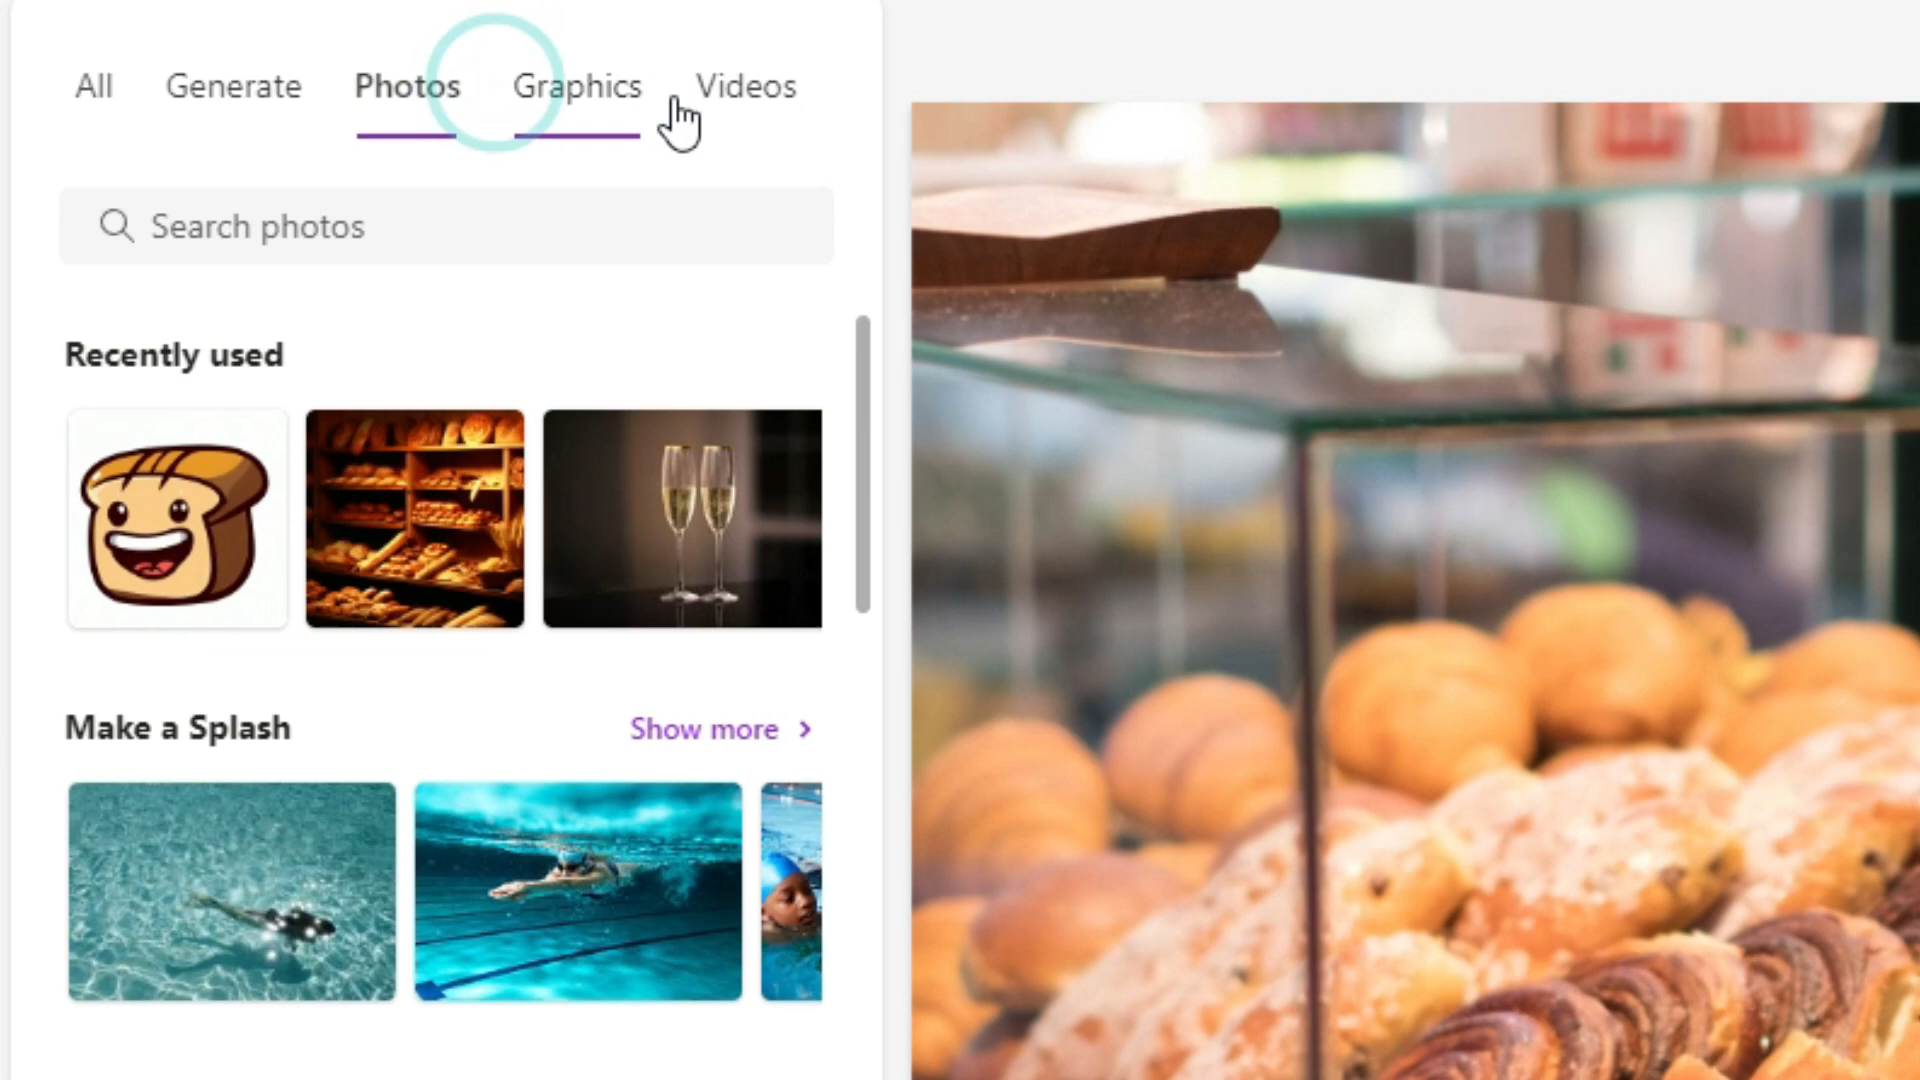 All Generate Photos Graphics Videos
Search photos
Recently used
Make a Splash Show more